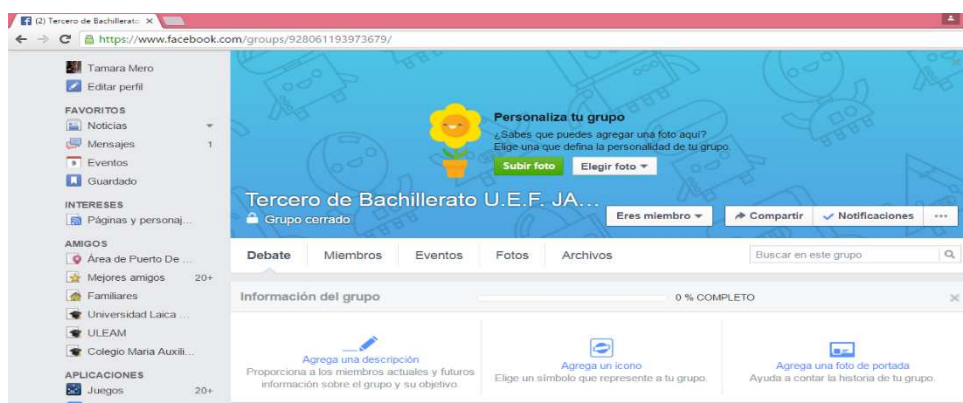 (2) Tercero de Bachillerato
https://www.facebook.com/groups/928061193973679/
Tamara Mero
Editar perfil
FAVORITOS
Noticias
Mensajes 1
Eventos
Guardado
INTERESES
Páginas y personaj...
AMIGOS
Área de Puerto De ...
Mejores amigos 20+
Familiares
Universidad Laica ...
ULEAM
Colegio Maria Auxili...
APLICACIONES
Juegos 20+
Personaliza tu grupo
¿Sabes que puedes agregar una foto aquí?
Elige una que defina la personalidad de tu grupo.
Subir foto Elegir foto
Tercero de Bachillerato U.E.F. JA...
Grupo cerrado
Eres miembro Compartir Notificaciones
Debate Miembros Eventos Fotos Archivos Buscar en este grupo
Información del grupo 0 % COMPLETO
Agrega una descripción
Proporciona a los miembros actuales y futuros
información sobre el grupo y su objetivo.
Agrega un icono
Elige un símbolo que represente a tu grupo.
Agrega una foto de portada
Ayuda a contar la historia de tu grupo.